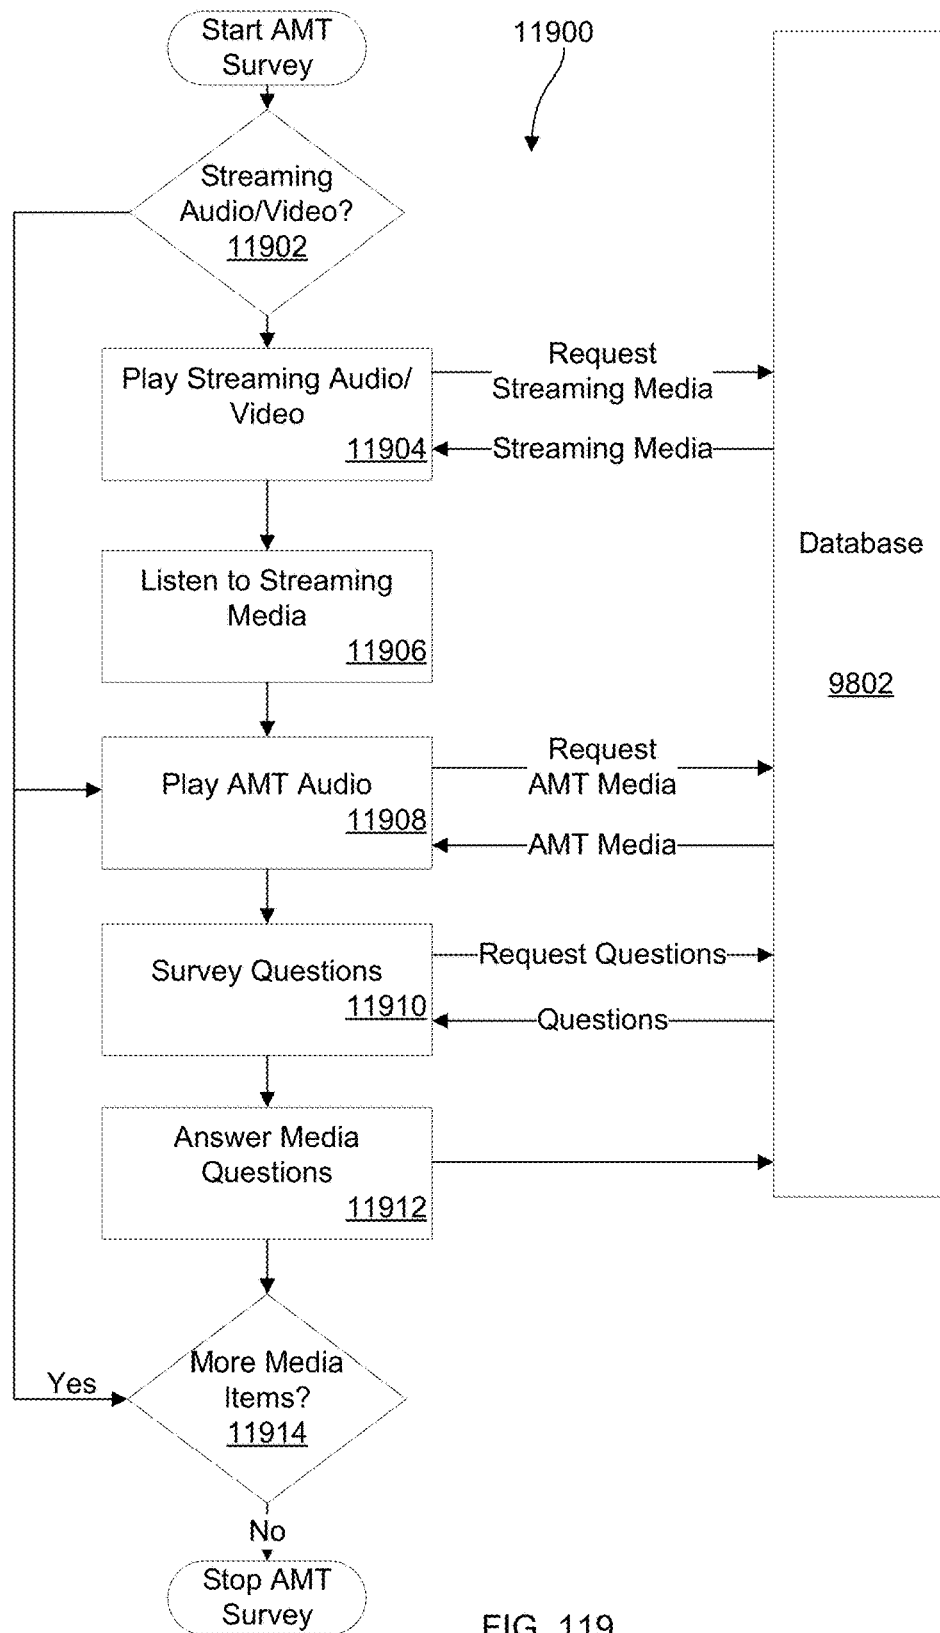 Start AMT
Survey
11900
Streaming
Audio/Video?
11902
Play Streaming Audio/
Video
11904
Request
Streaming Media
Streaming Media
Database
9802
Listen to Streaming
Media
11906
Play AMT Audio
11908
Request
AMT Media
AMT Media
Survey Questions
11910
Request Questions
Questions
Answer Media
Questions
11912
More Media
Items?
11914
Yes
No
Stop AMT
Survey
FIG. 119